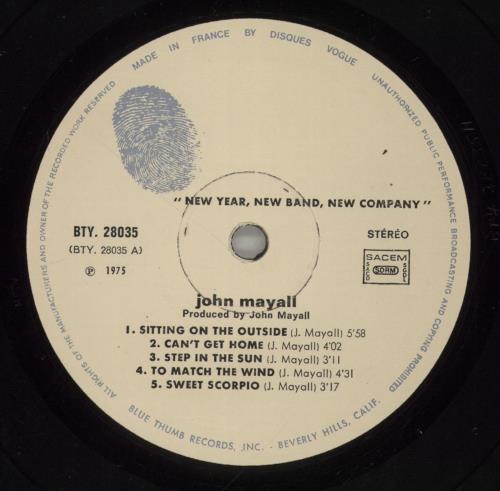 MADE IN FRANCE BY DISQUES VOGUE
UNAUTHORIZED PUBLIC PERFORMANCE BROADCASTING AND COPYING PROHIBITED
ALL RIGHTS OF THE MANUFACTURERS AND OWNER OF THE RECORDED WORK RESERVED
"NEW YEAR, NEW BAND, NEW COMPANY"
BTY. 28035
(BTY. 28035 A)
℗ 1975
STÉRÉO
SACEM
SACD SDRM SGDL
john mayall
Produced by John Mayall
1. SITTING ON THE OUTSIDE (J. Mayall) 5'58
2. CAN'T GET HOME (J. Mayall) 4'02
3. STEP IN THE SUN (J. Mayall) 3'11
4. TO MATCH THE WIND (J. Mayall) 4'31
5. SWEET SCORPIO (J. Mayall) 3'17
BLUE THUMB RECORDS, INC. - BEVERLY HILLS, CALIF.